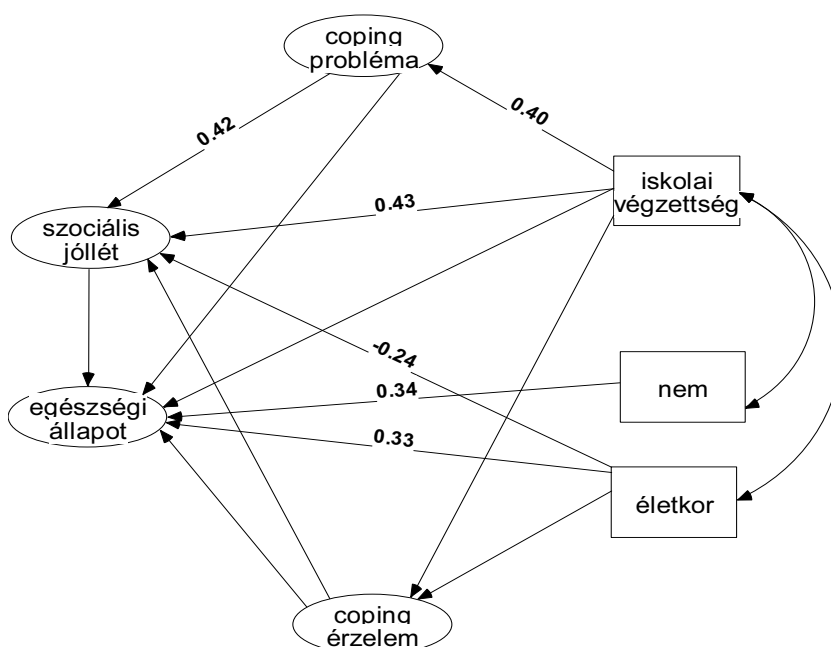 coping
probléma
0.40
0.42
iskolai
végzettség
0.43
szociális
jóllét
-0.24
nem
0.34
egészségi
állapot
0.33
életkor
coping
érzelem